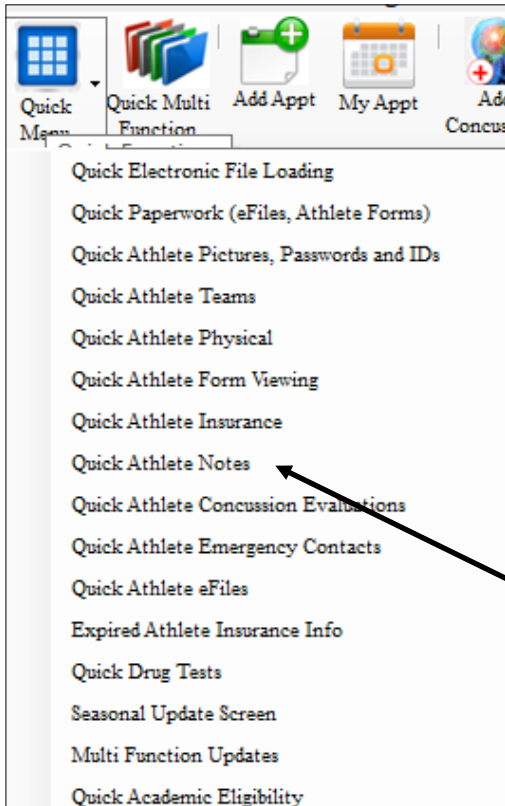 Quick Menu
Quick Multi Function
Add Appt
My Appt
Quick Electronic File Loading
Quick Paperwork (eFiles, Athlete Forms)
Quick Athlete Pictures, Passwords and IDs
Quick Athlete Teams
Quick Athlete Physical
Quick Athlete Form Viewing
Quick Athlete Insurance
Quick Athlete Notes
Quick Athlete Concussion Evaluations
Quick Athlete Emergency Contacts
Quick Athlete eFiles
Expired Athlete Insurance Info
Quick Drug Tests
Seasonal Update Screen
Multi Function Updates
Quick Academic Eligibility